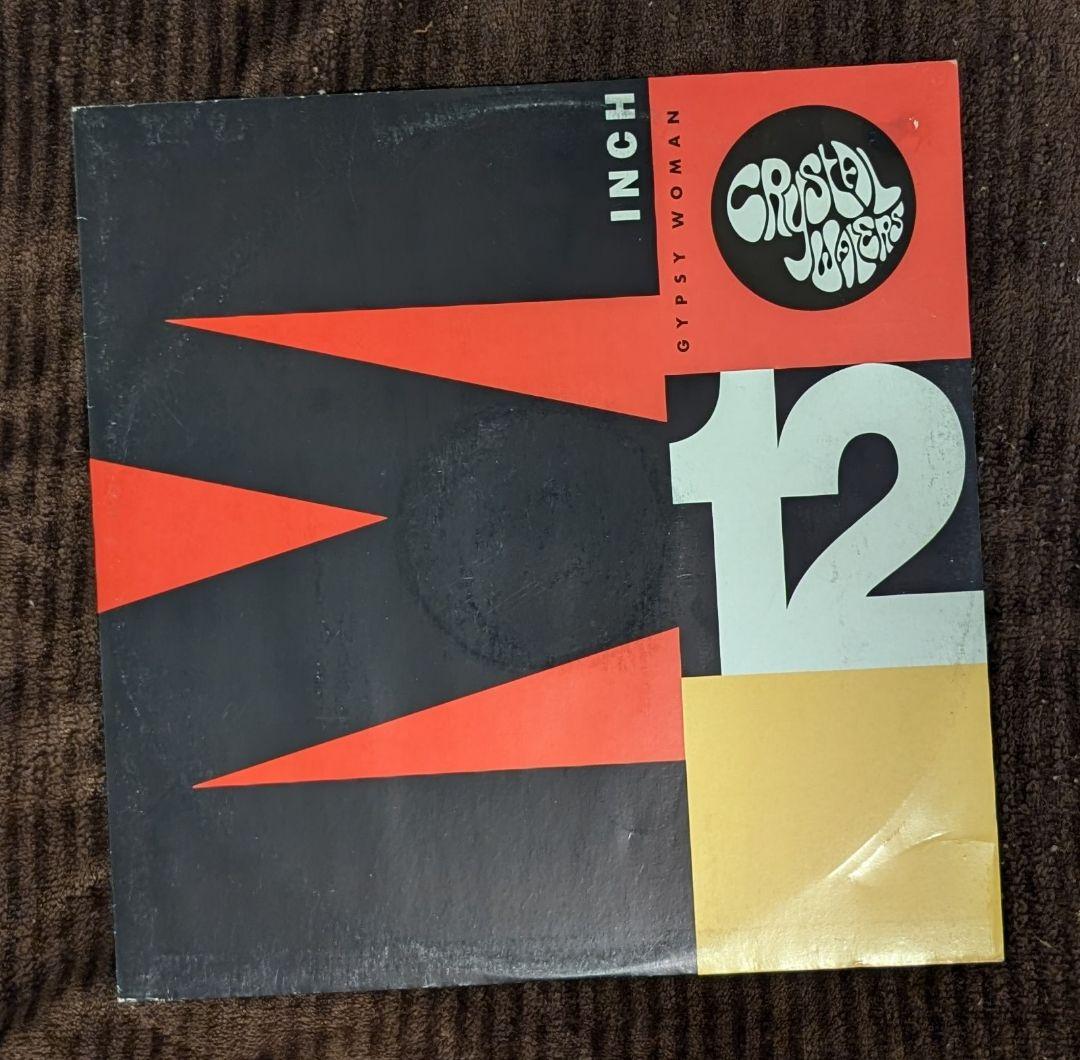 INCH
GYPSY WOMAN
CRYSTAL
WATERS
12